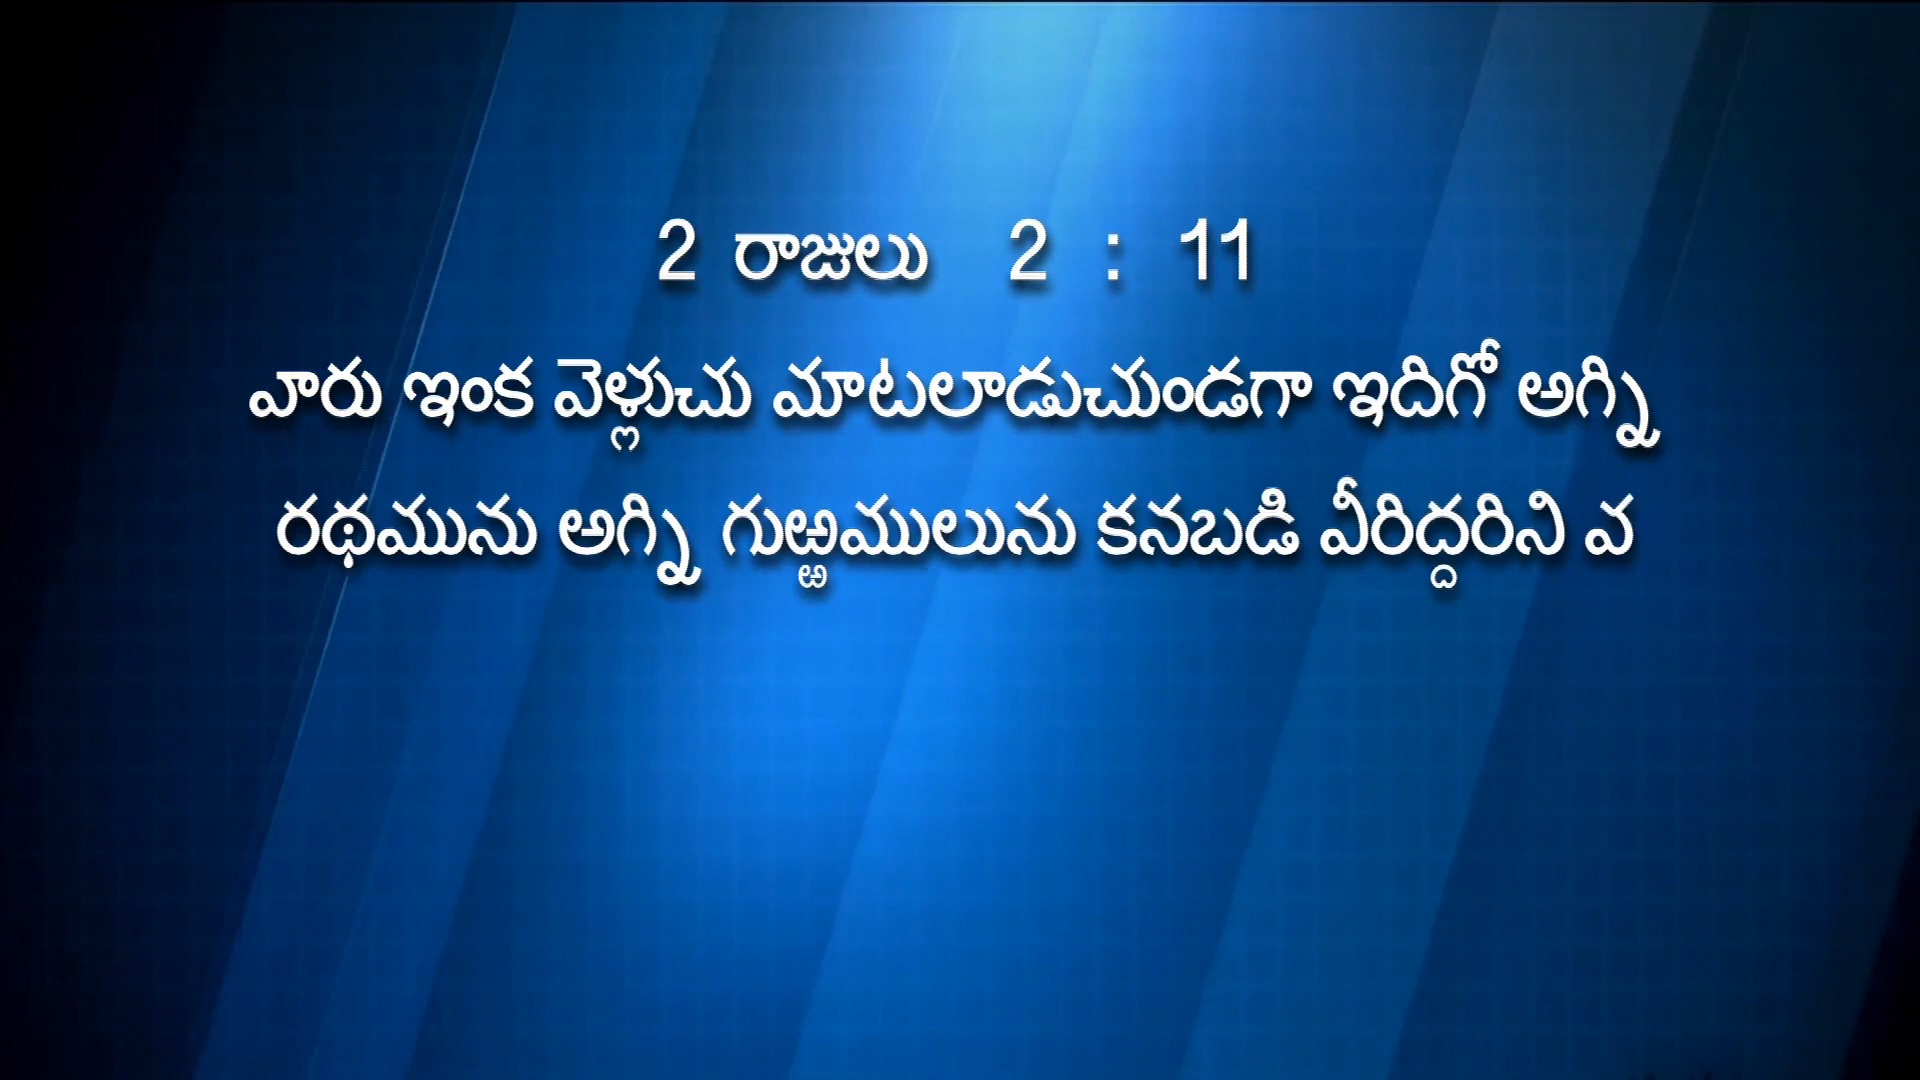 2 రాజులు 2 : 11
వారు ఇంక వెళ్లుచు మాటలాడుచుండగా ఇదిగో అగ్ని
రథమును అగ్ని గుఱ్ఱములును కనబడి వీరిద్దరిని వ